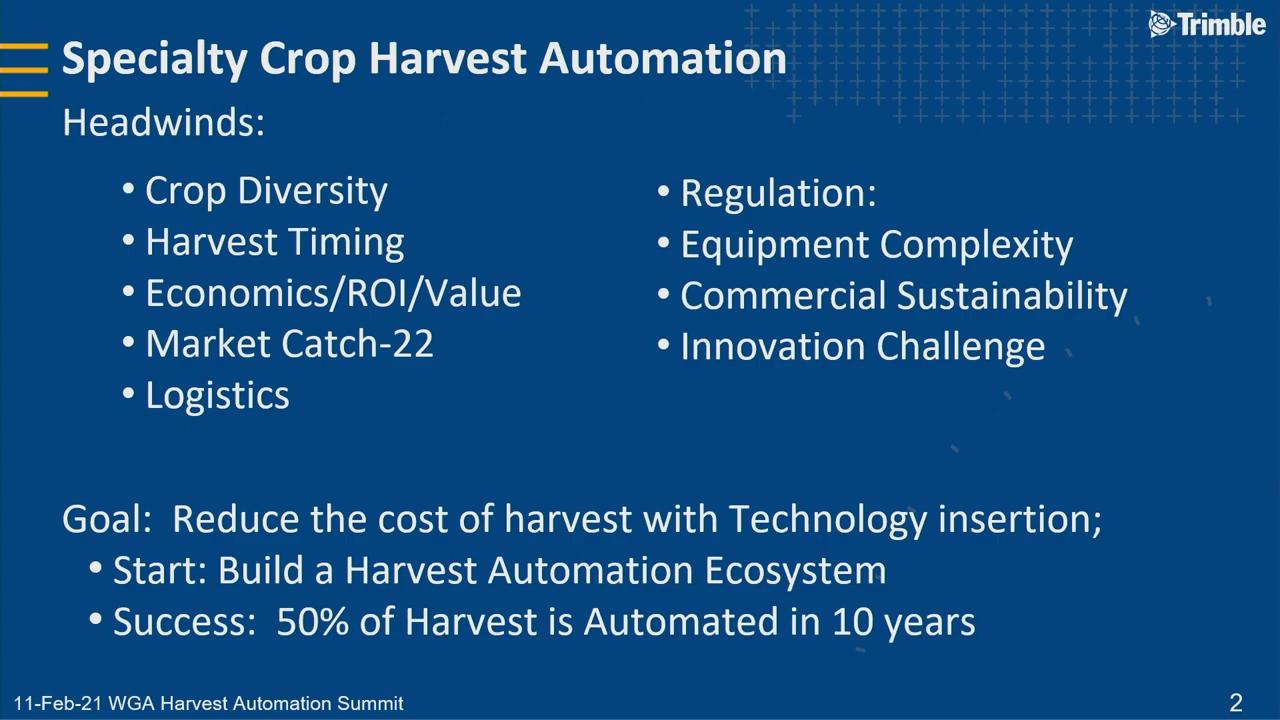 Trimble
Specialty Crop Harvest Automation
Headwinds:
• Crop Diversity
• Harvest Timing
• Economics/ROI/Value
• Market Catch-22
• Logistics
• Regulation:
• Equipment Complexity
• Commercial Sustainability
• Innovation Challenge
Goal:  Reduce the cost of harvest with Technology insertion;
• Start: Build a Harvest Automation Ecosystem
• Success:  50% of Harvest is Automated in 10 years
11-Feb-21 WGA Harvest Automation Summit
2